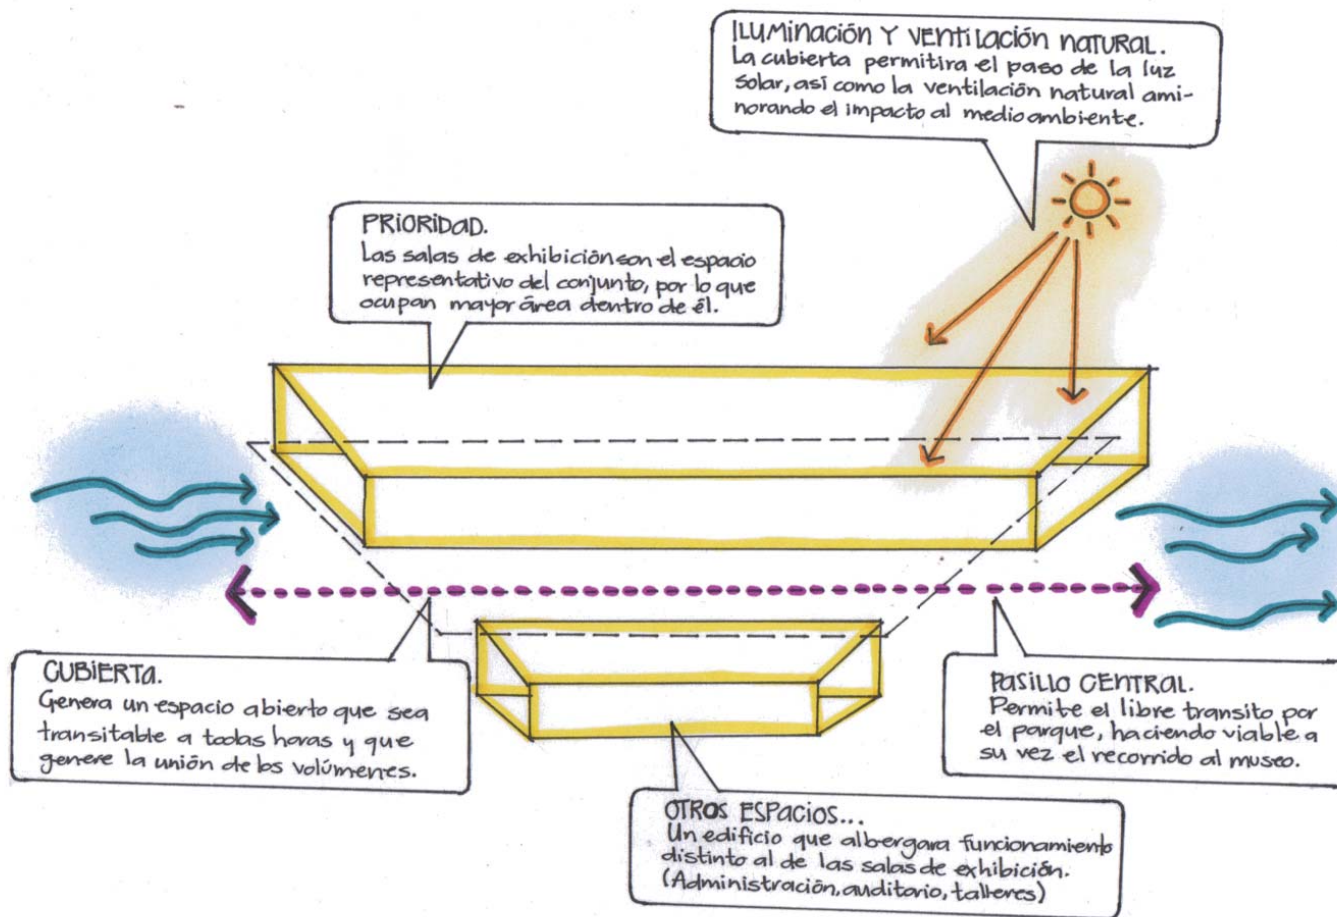 ILUMINACIÓN Y VENTILACIÓN NATURAL.
La cubierta permitira el paso de la luz
solar, así como la ventilación natural ami-
norando el impacto al medio ambiente.
PRIORIDAD.
Las salas de exhibición son el espacio
representativo del conjunto, por lo que
ocupan mayor área dentro de él.
CUBIERTA.
Genera un espacio abierto que sea
transitable a todas horas y que
genere la unión de los volúmenes.
PASILLO CENTRAL.
Permite el libre transito por
el parque, haciendo viable a
su vez el recorrido al museo.
OTROS ESPACIOS...
Un edificio que albergara funcionamiento
distinto al de las salas de exhibición.
(Administración, auditorio, talleres)